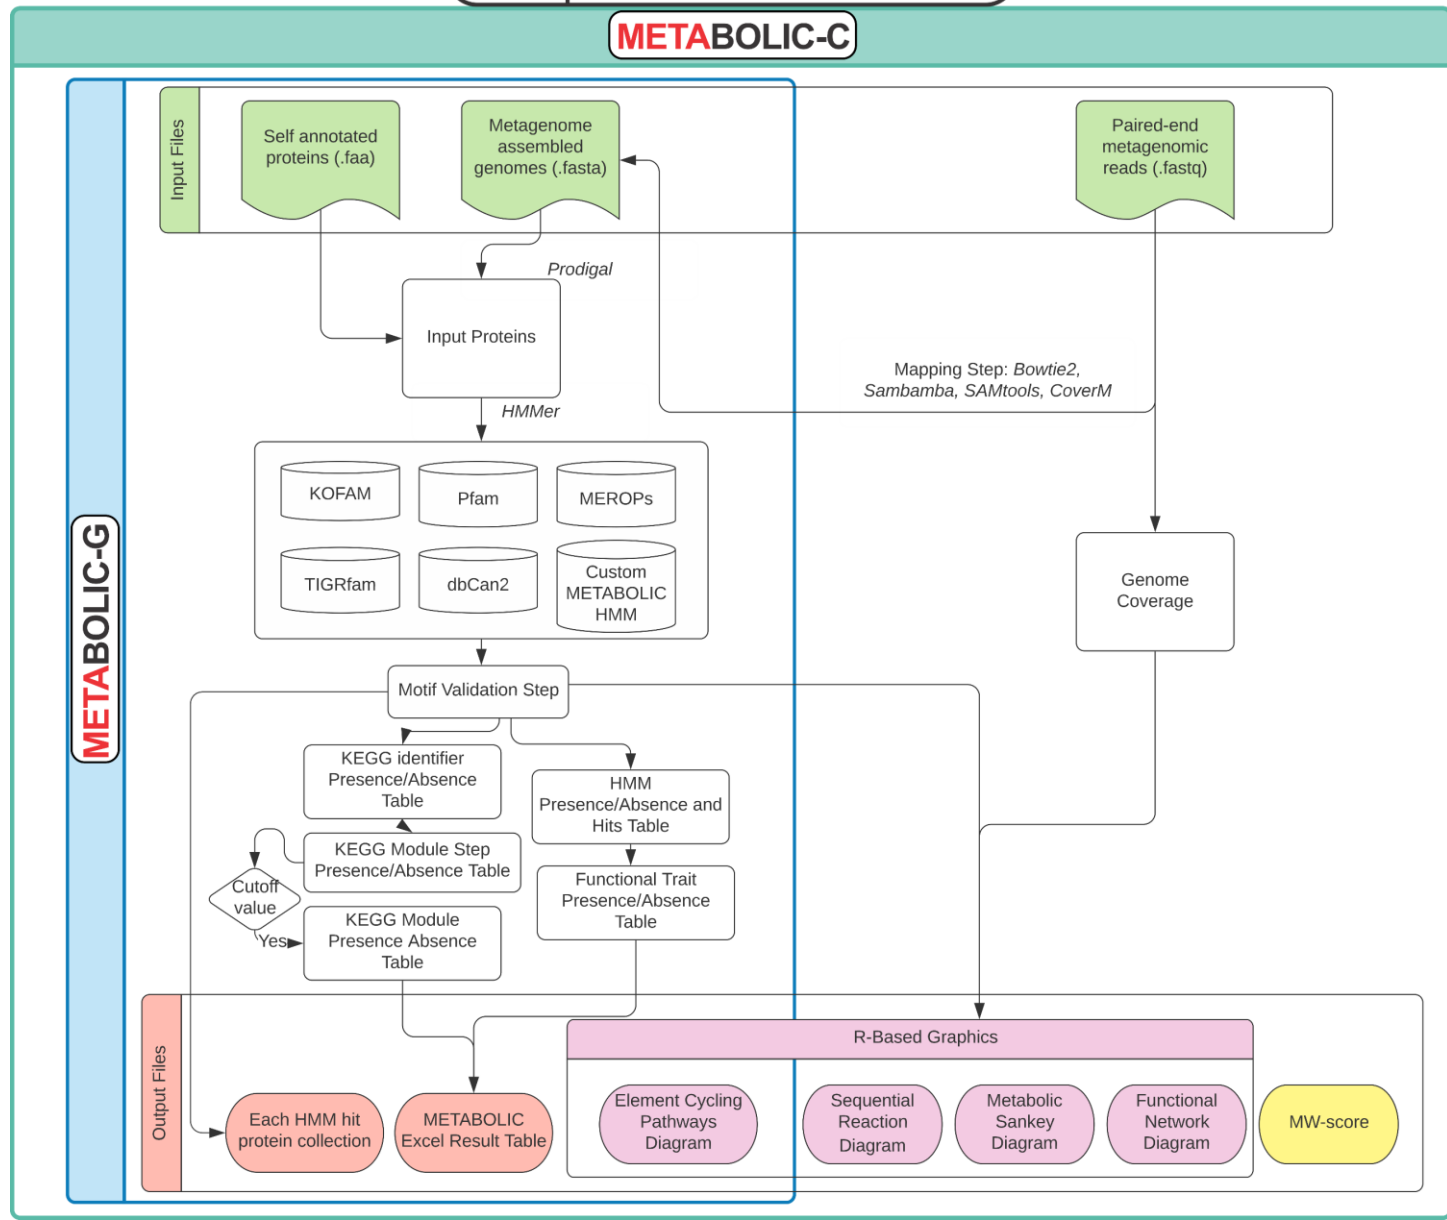 METABOLIC-C
METABOLIC-G
Input Files
Self annotated
proteins (.faa)
Metagenome
assembled
genomes (.fasta)
Paired-end
metagenomic
reads (.fastq)
Prodigal
Input Proteins
Mapping Step: Bowtie2,
Sambamba, SAMtools, CoverM
HMMer
KOFAM
Pfam
MEROPs
TIGRfam
dbCan2
Custom
METABOLIC
HMM
Genome
Coverage
Motif Validation Step
KEGG identifier
Presence/Absence
Table
HMM
Presence/Absence and
Hits Table
KEGG Module Step
Presence/Absence Table
Cutoff
value
Yes
Functional Trait
Presence/Absence
Table
KEGG Module
Presence Absence
Table
Output Files
R-Based Graphics
Each HMM hit
protein collection
METABOLIC
Excel Result Table
Element Cycling
Pathways
Diagram
Sequential
Reaction
Diagram
Metabolic
Sankey
Diagram
Functional
Network
Diagram
MW-score